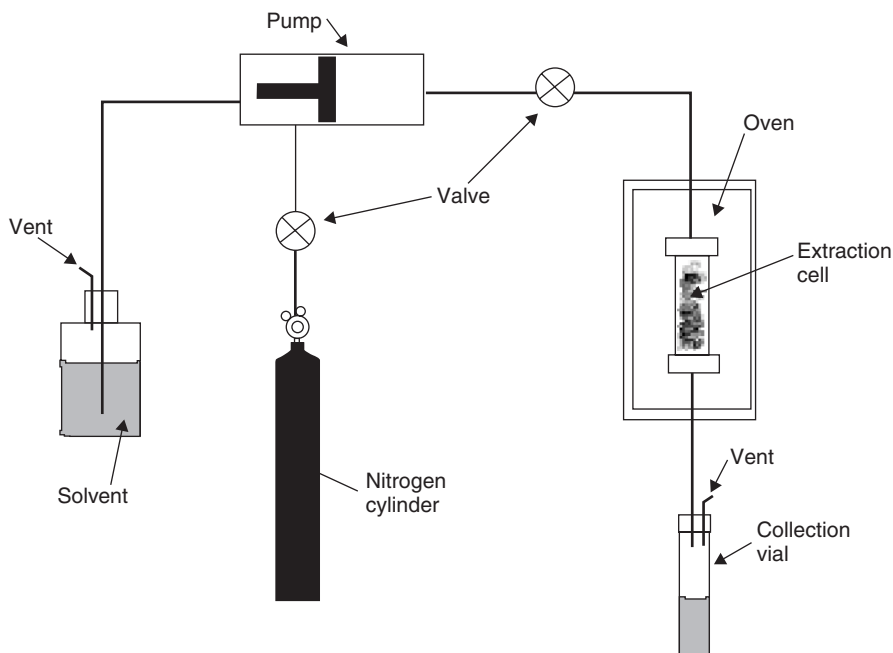 Pump
Oven
Valve
Vent
Extraction
cell
Solvent
Nitrogen
cylinder
Vent
Collection
vial